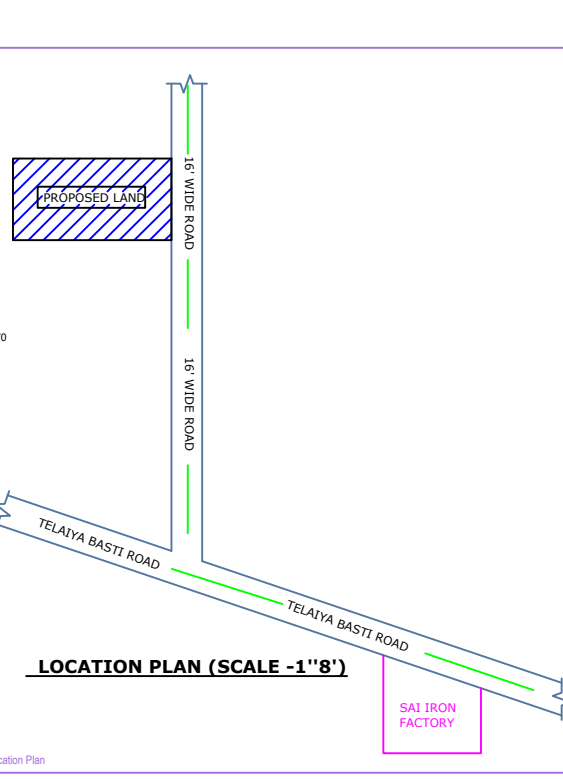 PROPOSED LAND
16' WIDE ROAD
16' WIDE ROAD
TELAIYA BASTI ROAD
TELAIYA BASTI ROAD
LOCATION PLAN (SCALE -1''8')
SAI IRON
FACTORY
cation Plan